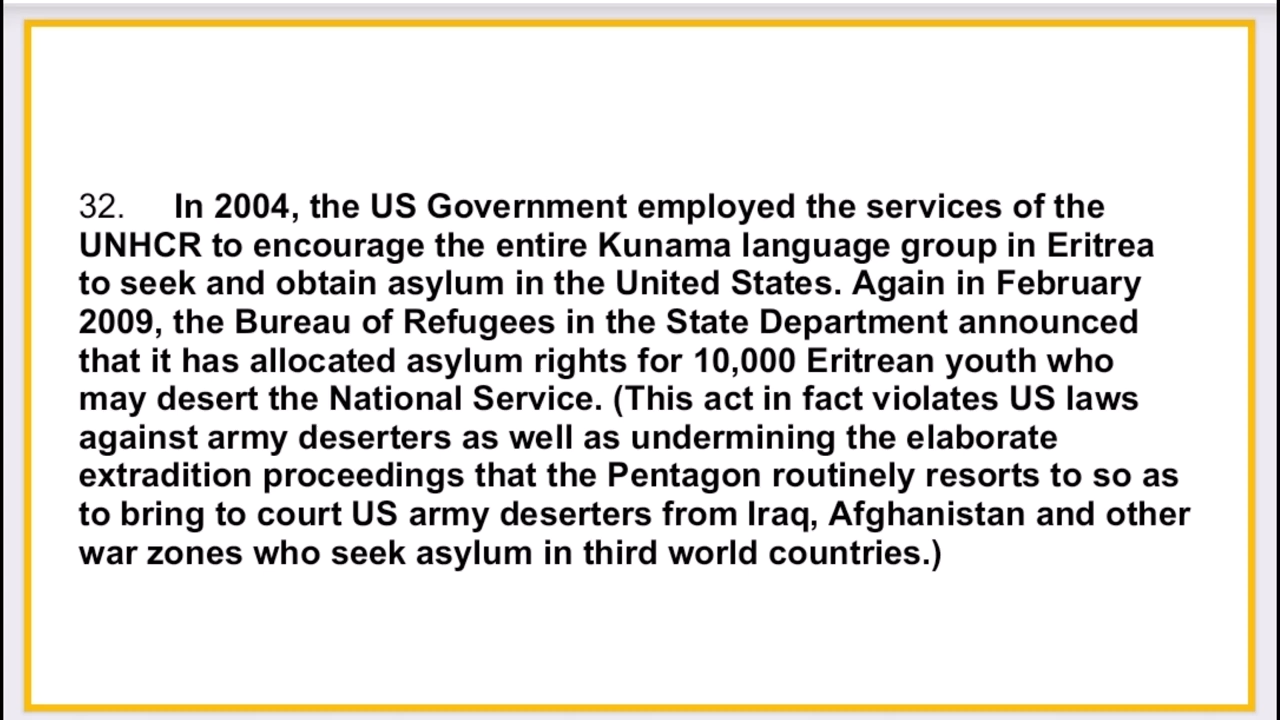 32. In 2004, the US Government employed the services of the
UNHCR to encourage the entire Kunama language group in Eritrea
to seek and obtain asylum in the United States. Again in February
2009, the Bureau of Refugees in the State Department announced
that it has allocated asylum rights for 10,000 Eritrean youth who
may desert the National Service. (This act in fact violates US laws
against army deserters as well as undermining the elaborate
extradition proceedings that the Pentagon routinely resorts to so as
to bring to court US army deserters from Iraq, Afghanistan and other
war zones who seek asylum in third world countries.)